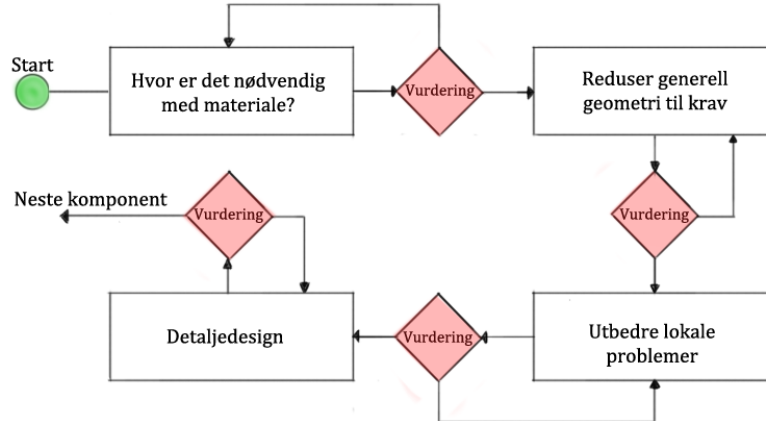 Start
Hvor er det nødvendig
med materiale?
Vurdering
Reduser generell
geometri til krav
Vurdering
Utbedre lokale
problemer
Vurdering
Detaljedesign
Vurdering
Neste komponent